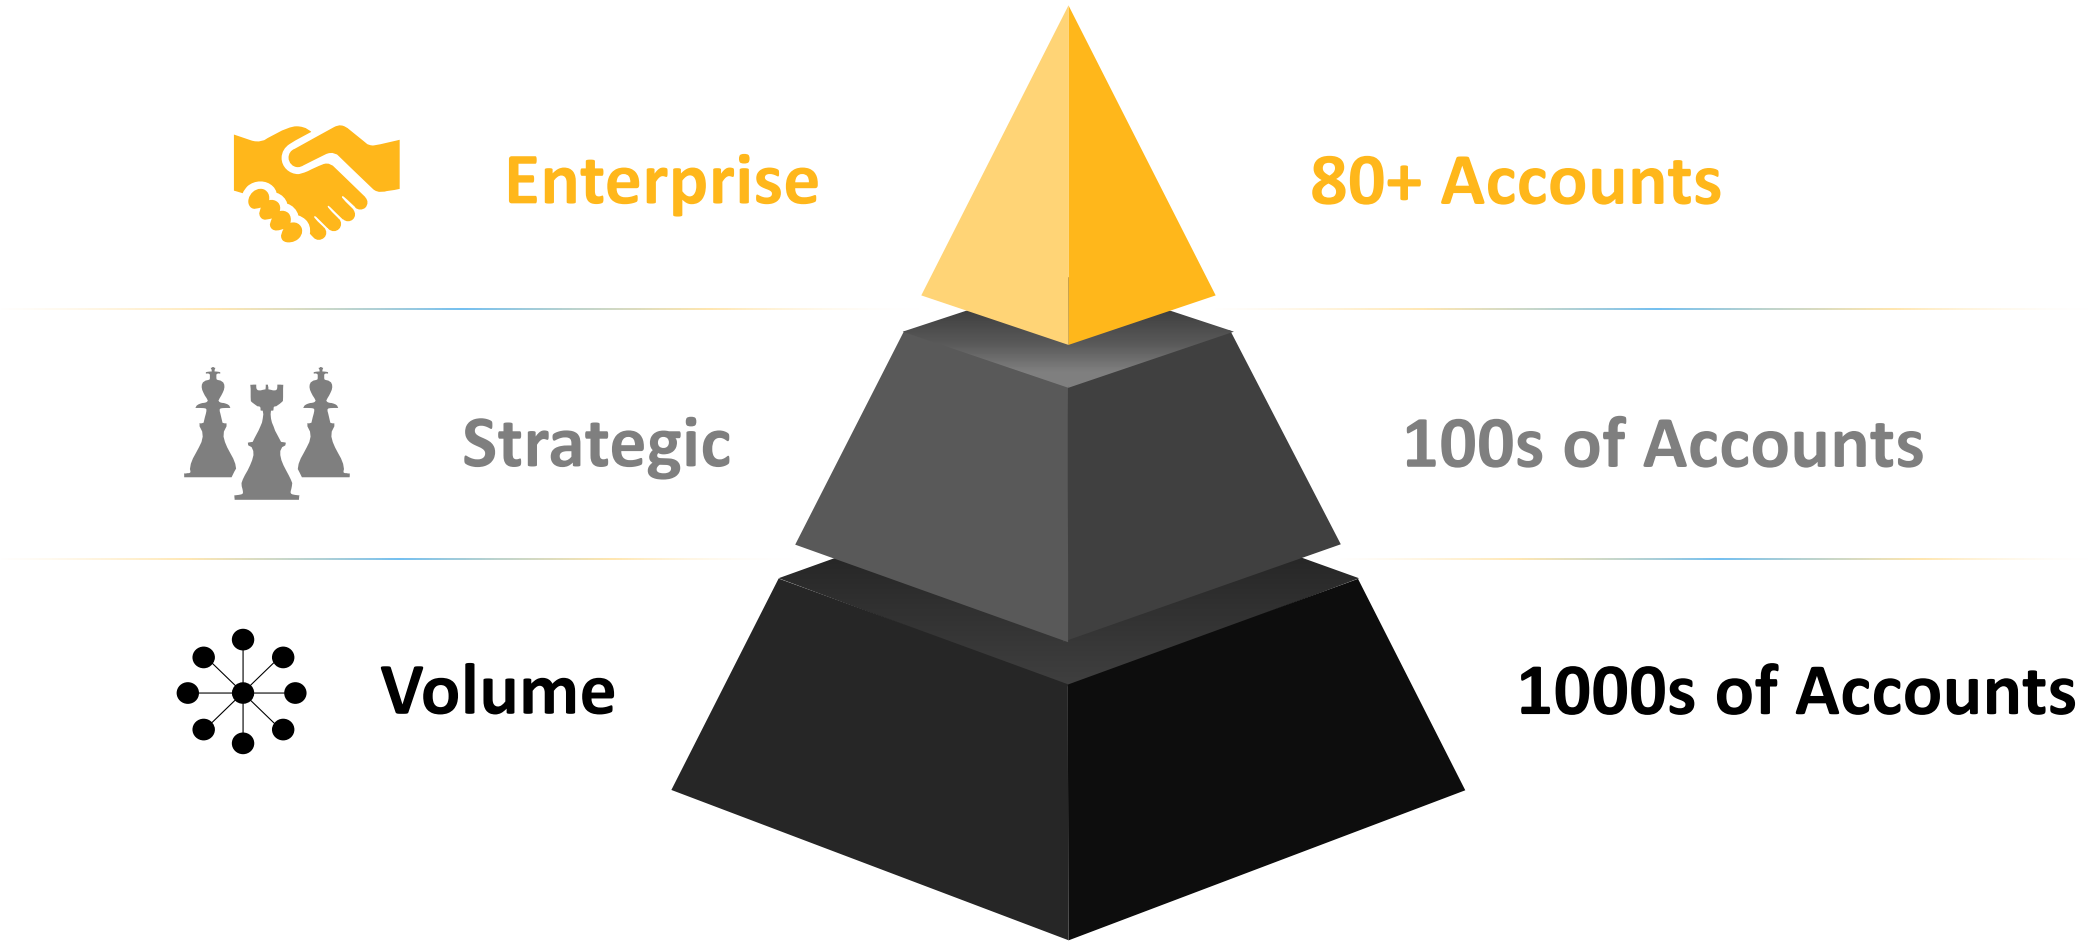 Enterprise
80+ Accounts
Strategic
100s of Accounts
Volume
1000s of Accounts